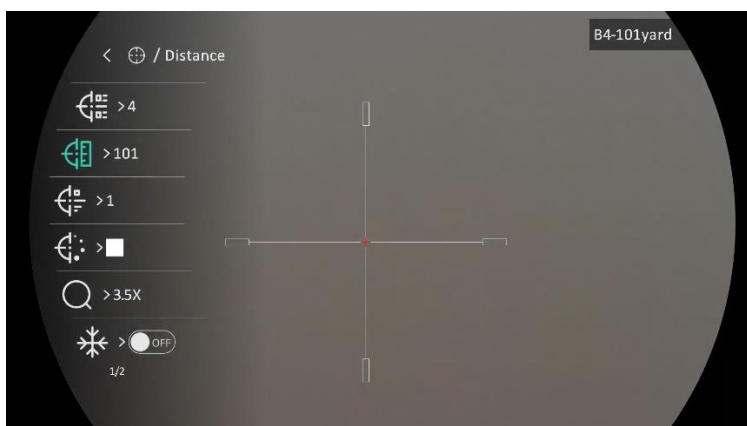 B4-101yard
< / Distance
>4
>101
>1
>
>3.5X
> OFF
1/2